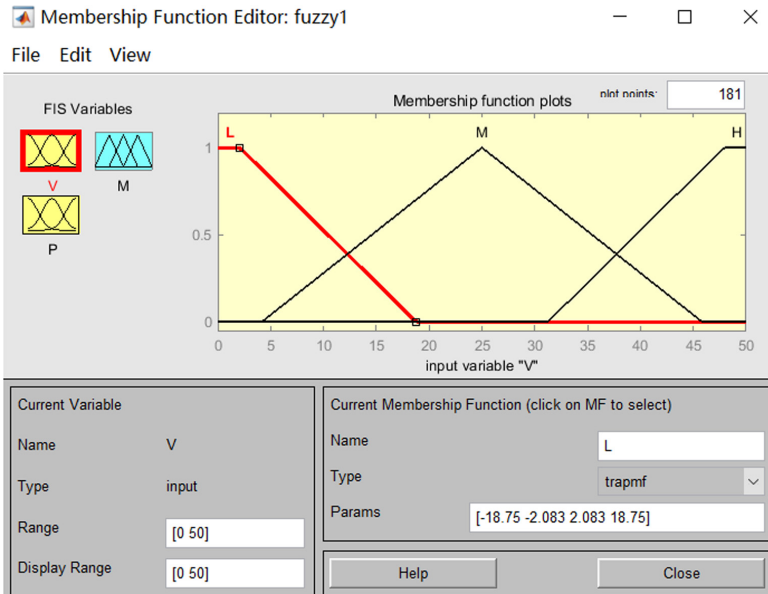 Membership Function Editor: fuzzy1
File Edit View
FIS Variables
V
M
P
Membership function plots
plot points:
181
L
M
H
1
0.5
0
0 5 10 15 20 25 30 35 40 45 50
input variable "V"
Current Variable
Name V
Type input
Range [0 50]
Display Range [0 50]
Current Membership Function (click on MF to select)
Name L
Type trapmf
Params [-18.75 -2.083 2.083 18.75]
Help
Close